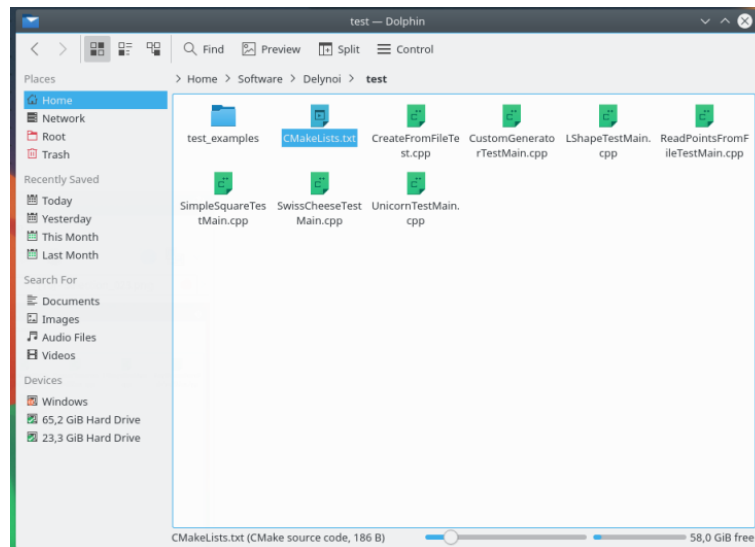 test — Dolphin
Find Preview Split Control
Places
> Home > Software > Delynoi > test
Home
Network
Root
Trash
Recently Saved
Today
Yesterday
This Month
Last Month
Search For
Documents
Images
Audio Files
Videos
Devices
Windows
65,2 GiB Hard Drive
23,3 GiB Hard Drive
test_examples
CMakeLists.txt
CreateFromFileTe
st.cpp
CustomGenerato
rTestMain.cpp
LShapeTestMain.
cpp
ReadPointsFromF
ileTestMain.cpp
SimpleSquareTes
tMain.cpp
SwissCheeseTest
Main.cpp
UnicornTestMain.
cpp
CMakeLists.txt (CMake source code, 186 B)
58,0 GiB free